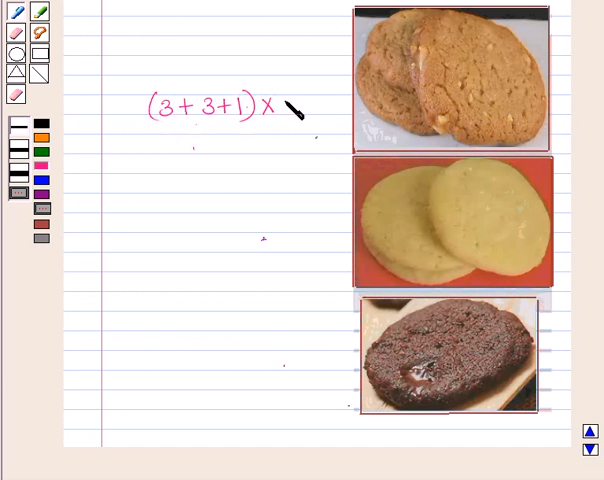 (3 + 3 + 1) ×